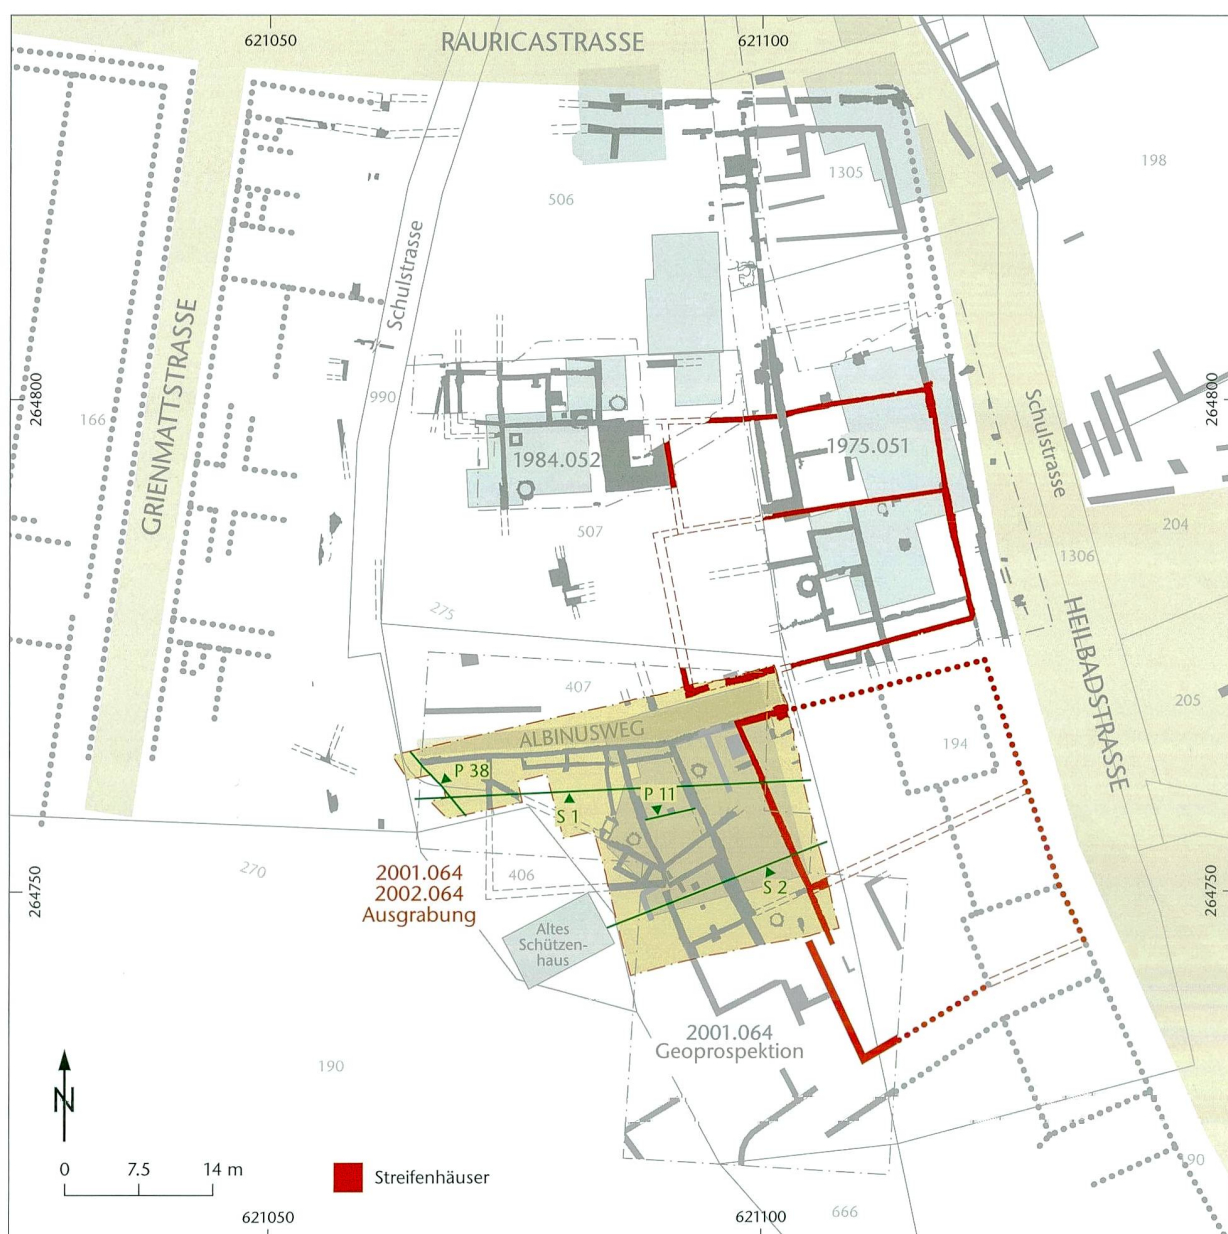 621050
621100
RAURICASTRASSE
198
1305
506
Schulstrasse
GRIENMATTSTRASSE
264800
264800
990
166
Schulstrasse
1984.052
1975.051
507
204
1306
275
HEILBADSTRASSE
407
205
ALBINUSWEG
194
P 38
P 11
S 1
270
2001.064
2002.064
Ausgrabung
406
S 2
264750
264750
Altes
Schützen-
haus
2001.064
Geoprospektion
190
N
0 7.5 14 m
Streifenhäuser
190
666
621050
621100